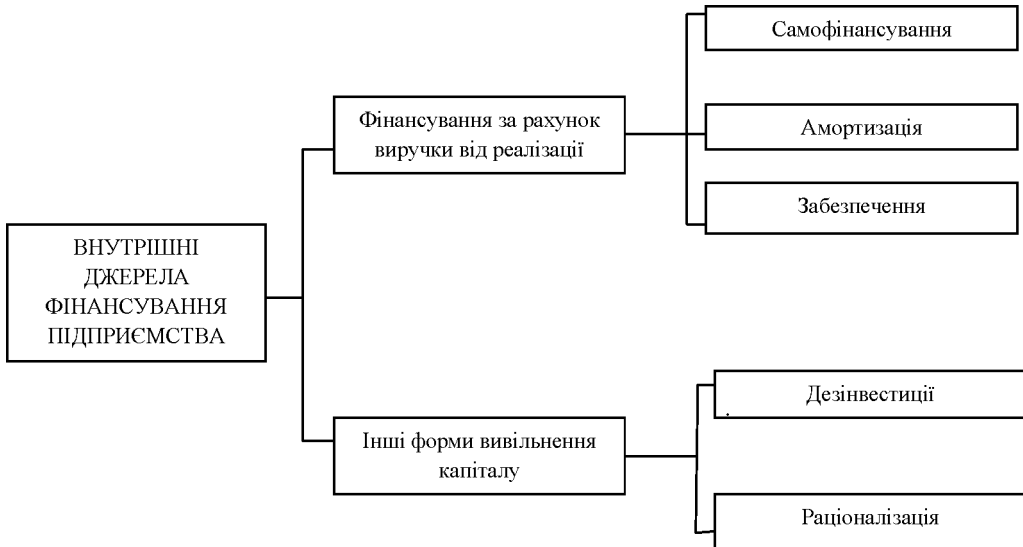 Самофінансування
Фінансування за рахунок
виручки від реалізації
Амортизація
Забезпечення
ВНУТРІШНІ
ДЖЕРЕЛА
ФІНАНСУВАННЯ
ПІДПРИЄМСТВА
Дезінвестиції
.
Інші форми вивільнення
капіталу
Раціоналізація